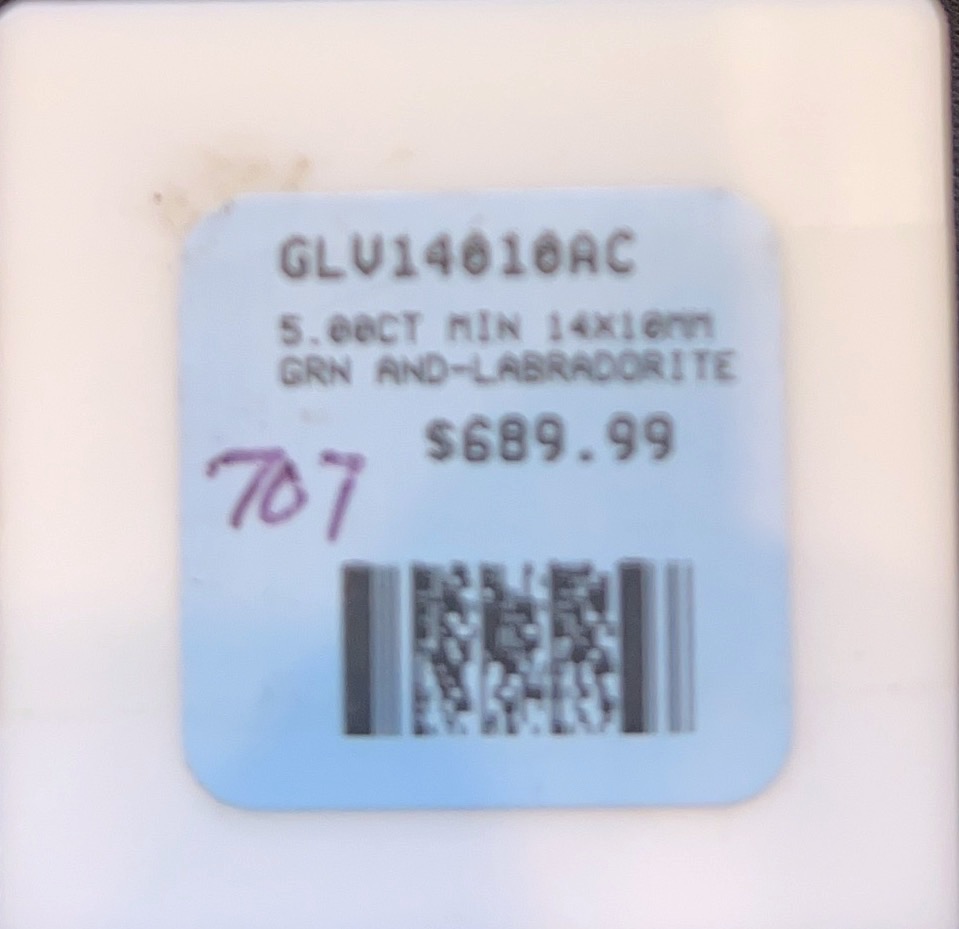 GLV14010AC
5.00CT MIN 14X10MM
GRN AND-LABRADORITE
$689.99
707